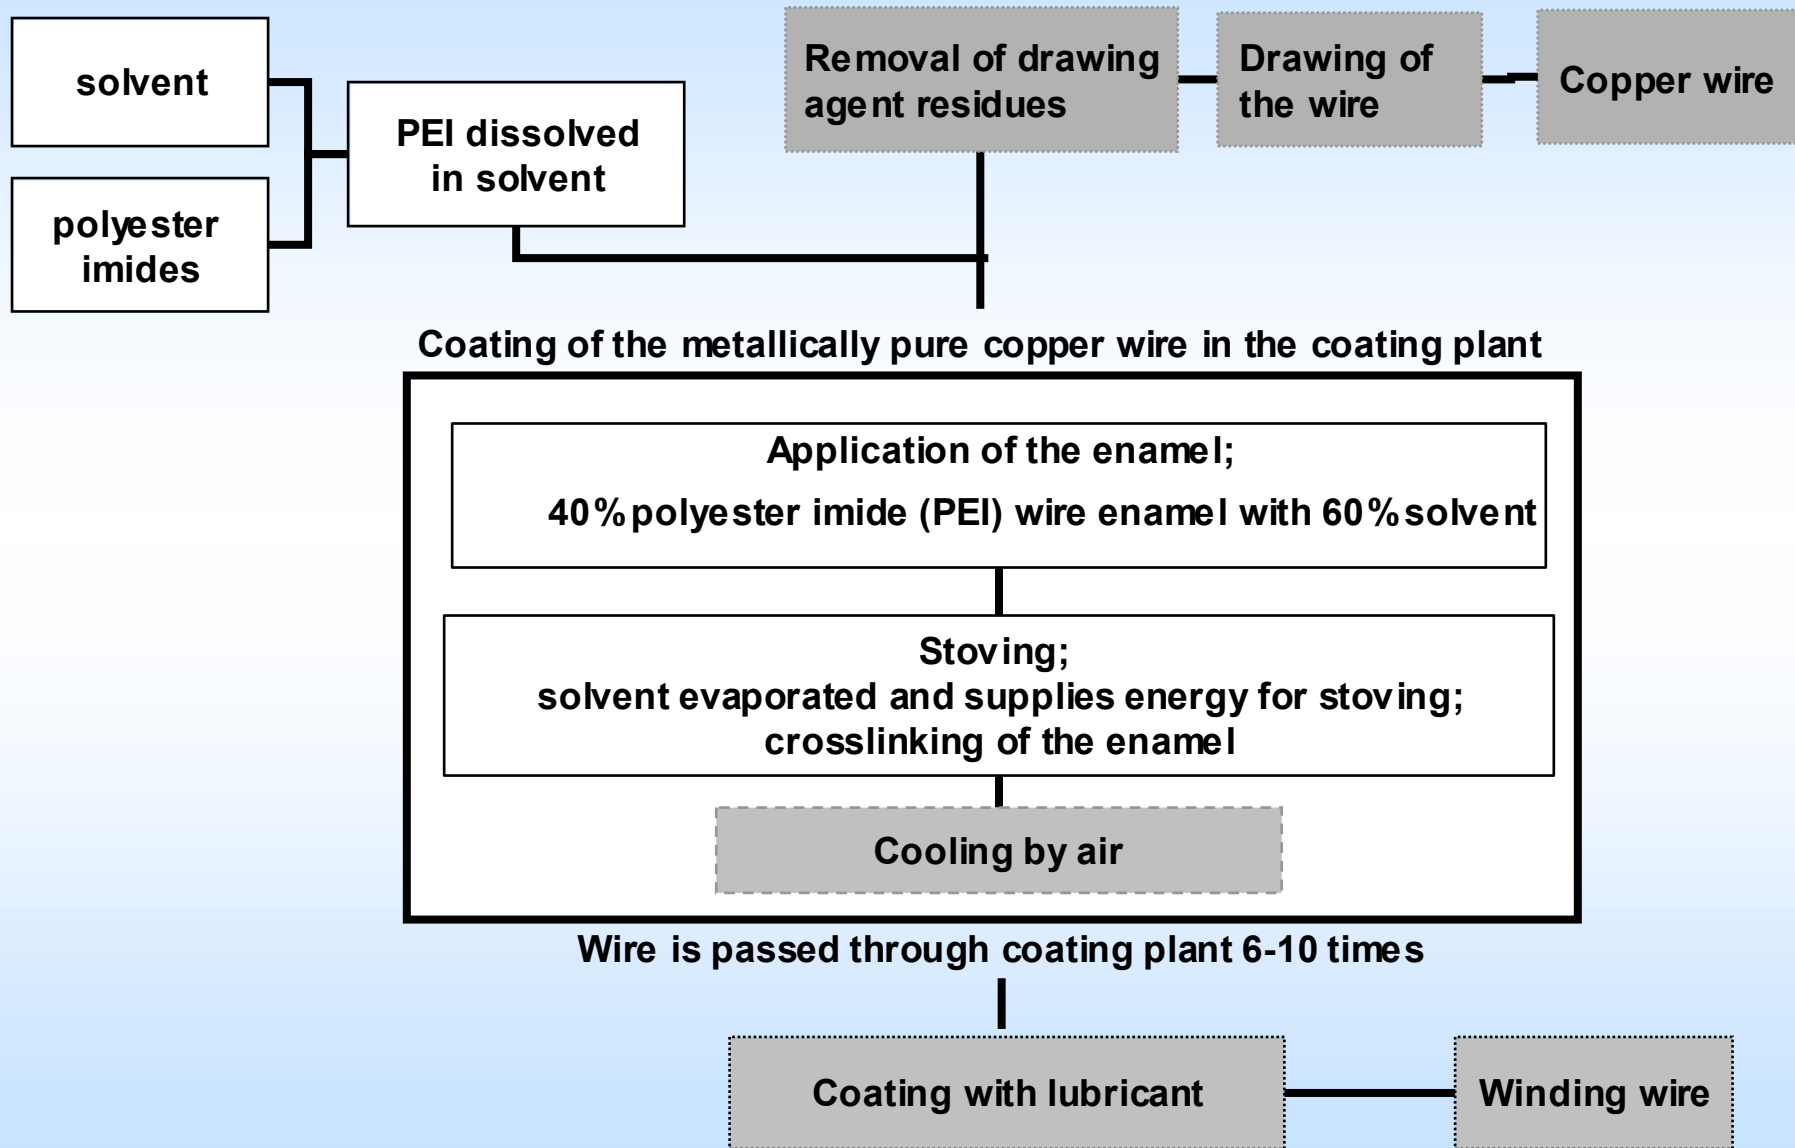 solvent
polyester
imides
PEI dissolved
in solvent
Removal of drawing
agent residues
Drawing of
the wire
Copper wire
Coating of the metallically pure copper wire in the coating plant
Application of the enamel;
40% polyester imide (PEI) wire enamel with 60% solvent
Stoving;
solvent evaporated and supplies energy for stoving;
crosslinking of the enamel
Cooling by air
Wire is passed through coating plant 6-10 times
Coating with lubricant
Winding wire